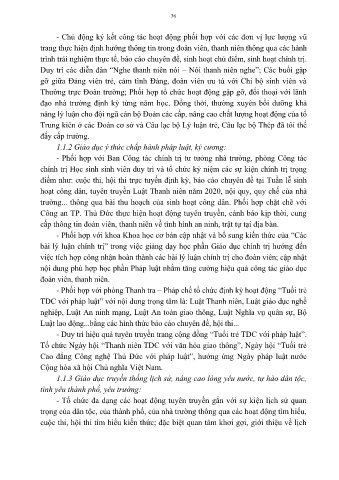 36
- Chủ động ký kết công tác hoạt động phối hợp với các đơn vị lực lượng vũ
trang thực hiện định hướng thông tin trong đoàn viên, thanh niên thông qua các hành
trình trải nghiệm thực tế, báo cáo chuyên đề, sinh hoạt chủ điểm, sinh hoạt chính trị.
Duy trì các diễn đàn “Nghe thanh niên nói – Nói thanh niên nghe”; Các buổi gặp
gỡ giữa Đảng viên trẻ, cảm tình Đảng, đoàn viên ưu tú với Chi bộ sinh viên và
Thường trực Đoàn trường; Phối hợp tổ chức hoạt động gặp gỡ, đối thoại với lãnh
đạo nhà trường định kỳ từng năm học. Đồng thời, thường xuyên bồi dưỡng khả
năng lý luận cho đội ngũ cán bộ Đoàn các cấp, nâng cao chất lượng hoạt động của tổ
Trung kiên ở các Đoàn cơ sở và Câu lạc bộ Lý luận trẻ, Câu lạc bộ Thép đã tôi thế
đấy cấp trường.
1.1.2 Giáo dục ý thức chấp hành pháp luật, kỷ cương:
- Phối hợp với Ban Công tác chính trị tư tưởng nhà trường, phòng Công tác
chính trị Học sinh sinh viên duy trì và tổ chức kỷ niệm các sự kiện chính trị trọng
điểm như: cuộc thi, hội thi trực tuyến định kỳ, báo cáo chuyên đề tại Tuần lễ sinh
hoạt công dân, tuyên truyền Luật Thanh niên năm 2020, nội quy, quy chế của nhà
trường... thông qua bài thu hoạch của sinh hoạt công dân. Phối hợp chặt chẽ với
Công an TP. Thủ Đức thực hiện hoạt động tuyên truyền, cảnh báo kịp thời, cung
cấp thông tin đoàn viên, thanh niên về tình hình an ninh, trật tự tại địa bàn.
- Phối hợp với khoa Khoa học cơ bản cập nhật và bổ sung kiến thức của “Các
bài lý luận chính trị” trong việc giảng dạy học phần Giáo dục chính trị hướng đến
việc tích hợp công nhận hoàn thành các bài lý luận chính trị cho đoàn viên; cập nhật
nội dung phù hợp học phần Pháp luật nhằm tăng cường hiệu quả công tác giáo dục
đoàn viên, thanh niên.
- Phối hợp với phòng Thanh tra – Pháp chế tổ chức định kỳ hoạt động “Tuổi trẻ
TDC với pháp luật” với nội dung trọng tâm là: Luật Thanh niên, Luật giáo dục nghề
nghiệp, Luật An ninh mạng, Luật An toàn giao thông, Luật Nghĩa vụ quân sự, Bộ
Luật lao động...bằng các hình thức báo cáo chuyên đề, hội thi...
- Duy trì hiệu quả tuyên truyền trang cộng đồng “Tuổi trẻ TDC với pháp luật”.
Tổ chức Ngày hội “Thanh niên TDC với văn hóa giao thông”, Ngày hội “Tuổi trẻ
Cao đẳng Công nghệ Thủ Đức với pháp luật”, hưởng ứng Ngày pháp luật nước
Cộng hòa xã hội Chủ nghĩa Việt Nam.
1.1.3 Giáo dục truyền thống lịch sử, nâng cao lòng yêu nước, tự hào dân tộc,
tình yêu thành phố, yêu trường:
- Tổ chức đa dạng các hoạt động tuyên truyền gắn với sự kiện lịch sử quan
trọng của dân tộc, của thành phố, của nhà trường thông qua các hoạt động tìm hiểu,
cuộc thi, hội thi tìm hiểu kiến thức; đặc biệt quan tâm khơi gợi, giới thiệu về lịch